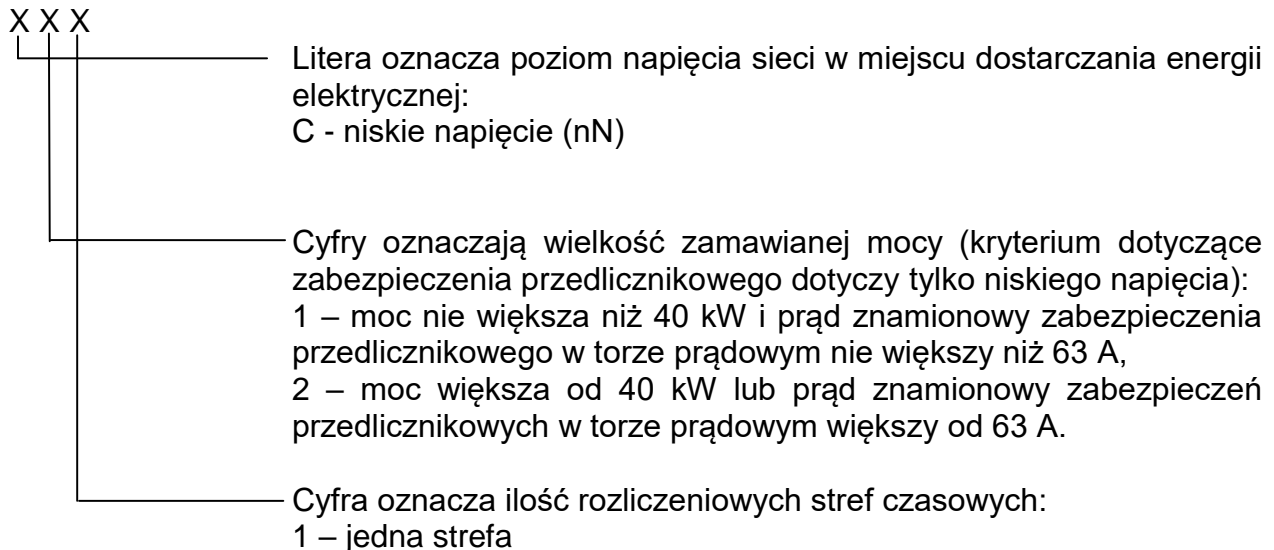 X X X
Litera oznacza poziom napięcia sieci w miejscu dostarczania energii
elektrycznej:
C - niskie napięcie (nN)
Cyfry oznaczają wielkość zamawianej mocy (kryterium dotyczące
zabezpieczenia przedlicznikowego dotyczy tylko niskiego napięcia):
1 – moc nie większa niż 40 kW i prąd znamionowy zabezpieczenia
przedlicznikowego w torze prądowym nie większy niż 63 A,
2 – moc większa od 40 kW lub prąd znamionowy zabezpieczeń
przedlicznikowych w torze prądowym większy od 63 A.
Cyfra oznacza ilość rozliczeniowych stref czasowych:
1 – jedna strefa